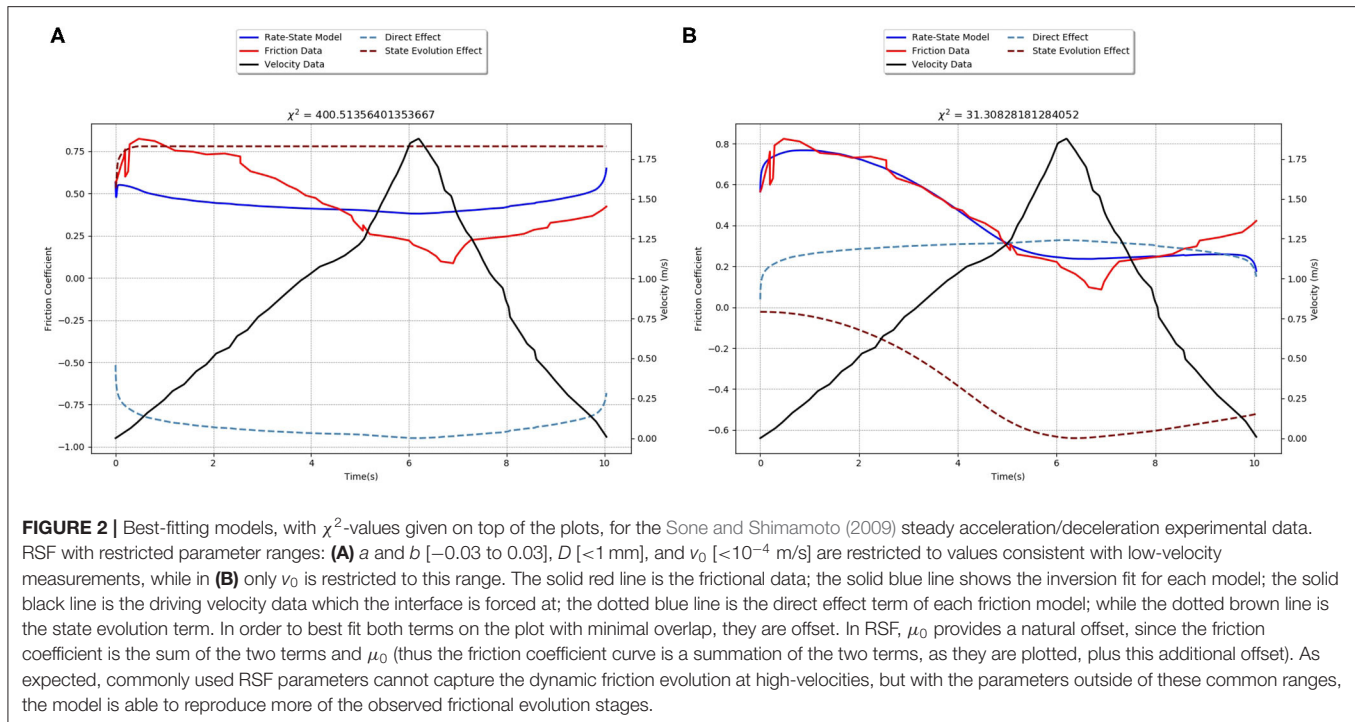 A
Rate-State Model
Friction Data
Velocity Data
Direct Effect
State Evolution Effect
χ² = 400.51356401353667
0.75
0.50
0.25
0.00
−0.25
−0.50
−0.75
−1.00
Friction Coefficient
0
2
4
6
8
10
Time(s)
1.75
1.50
1.25
1.00
0.75
0.50
0.25
0.00
Velocity (m/s)
B
Rate-State Model
Friction Data
Velocity Data
Direct Effect
State Evolution Effect
χ² = 31.30828181284052
0.8
0.6
0.4
0.2
0.0
−0.2
−0.4
−0.6
Friction Coefficient
0
2
4
6
8
10
Time(s)
1.75
1.50
1.25
1.00
0.75
0.50
0.25
0.00
Velocity (m/s)
FIGURE 2 | Best-fitting models, with χ²-values given on top of the plots, for the Sone and Shimamoto (2009) steady acceleration/deceleration experimental data.
RSF with restricted parameter ranges: (A) a and b [−0.03 to 0.03], D [<1 mm], and v₀ [<10⁻⁴ m/s] are restricted to values consistent with low-velocity
measurements, while in (B) only v₀ is restricted to this range. The solid red line is the frictional data; the solid blue line shows the inversion fit for each model; the solid
black line is the driving velocity data which the interface is forced at; the dotted blue line is the direct effect term of each friction model; while the dotted brown line is
the state evolution term. In order to best fit both terms on the plot with minimal overlap, they are offset. In RSF, μ₀ provides a natural offset, since the friction
coefficient is the sum of the two terms and μ₀ (thus the friction coefficient curve is a summation of the two terms, as they are plotted, plus this additional offset). As
expected, commonly used RSF parameters cannot capture the dynamic friction evolution at high-velocities, but with the parameters outside of these common ranges,
the model is able to reproduce more of the observed frictional evolution stages.